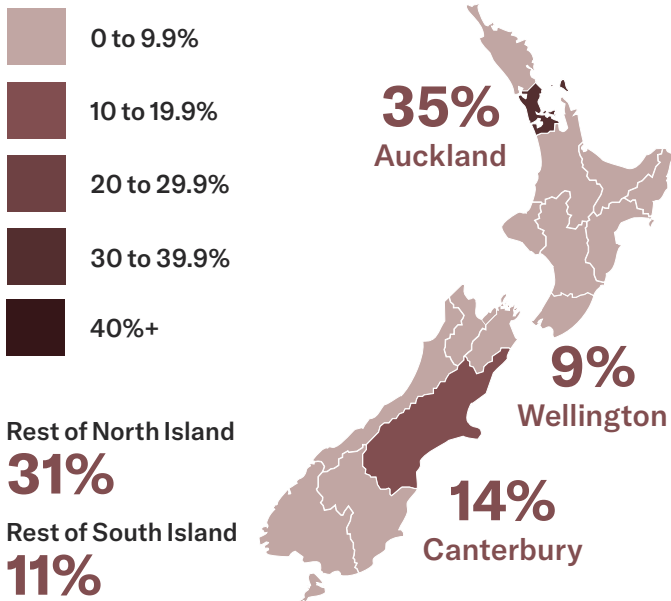 0 to 9.9%
10 to 19.9%
20 to 29.9%
30 to 39.9%
40%+
35%
Auckland
9%
Wellington
14%
Canterbury
Rest of North Island
31%
Rest of South Island
11%